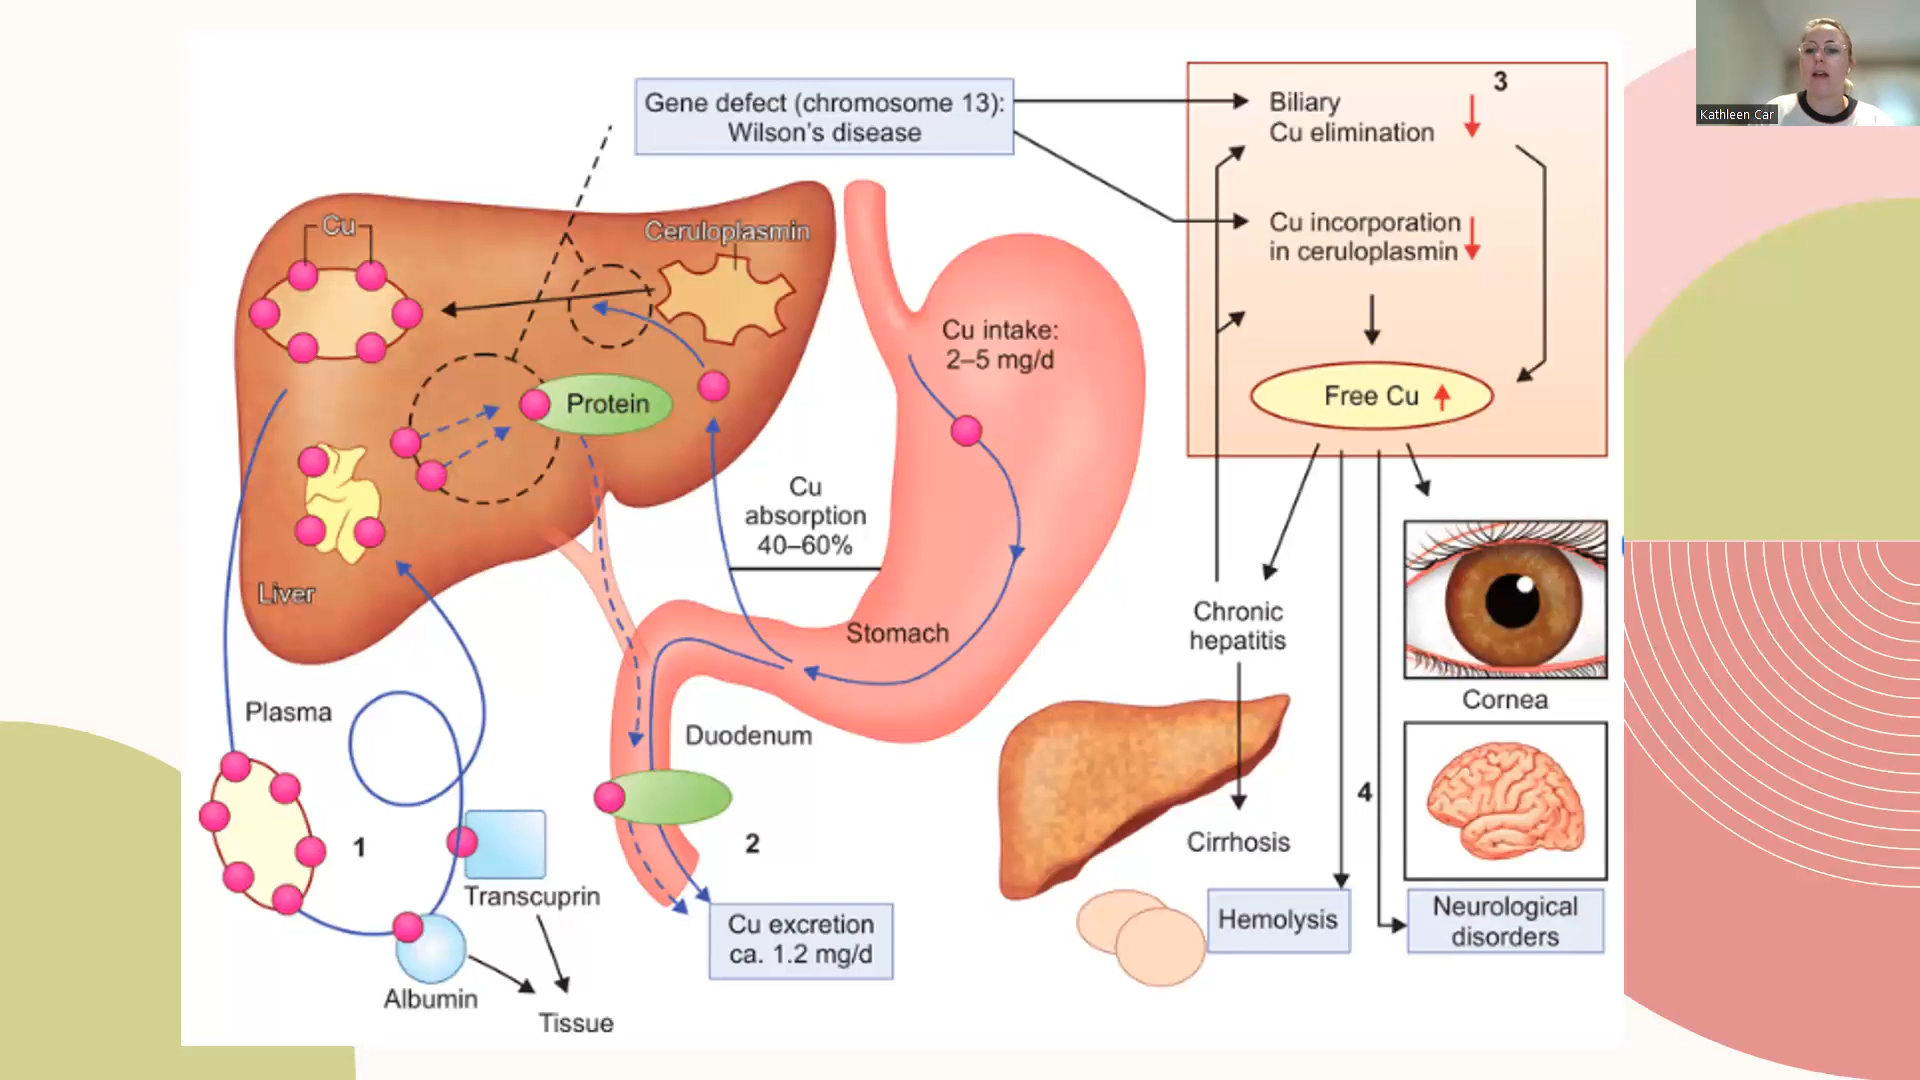 Gene defect (chromosome 13):
Wilson's disease
3
Biliary
Cu elimination
Cu incorporation
in ceruloplasmin
Free Cu
Kathleen Car
Cu
Ceruloplasmin
Protein
Liver
Cu intake:
2–5 mg/d
Cu
absorption
40–60%
Stomach
Duodenum
Plasma
1
2
Transcuprin
Albumin
Tissue
Cu excretion
ca. 1.2 mg/d
Chronic
hepatitis
Cirrhosis
4
Hemolysis
Cornea
Neurological
disorders